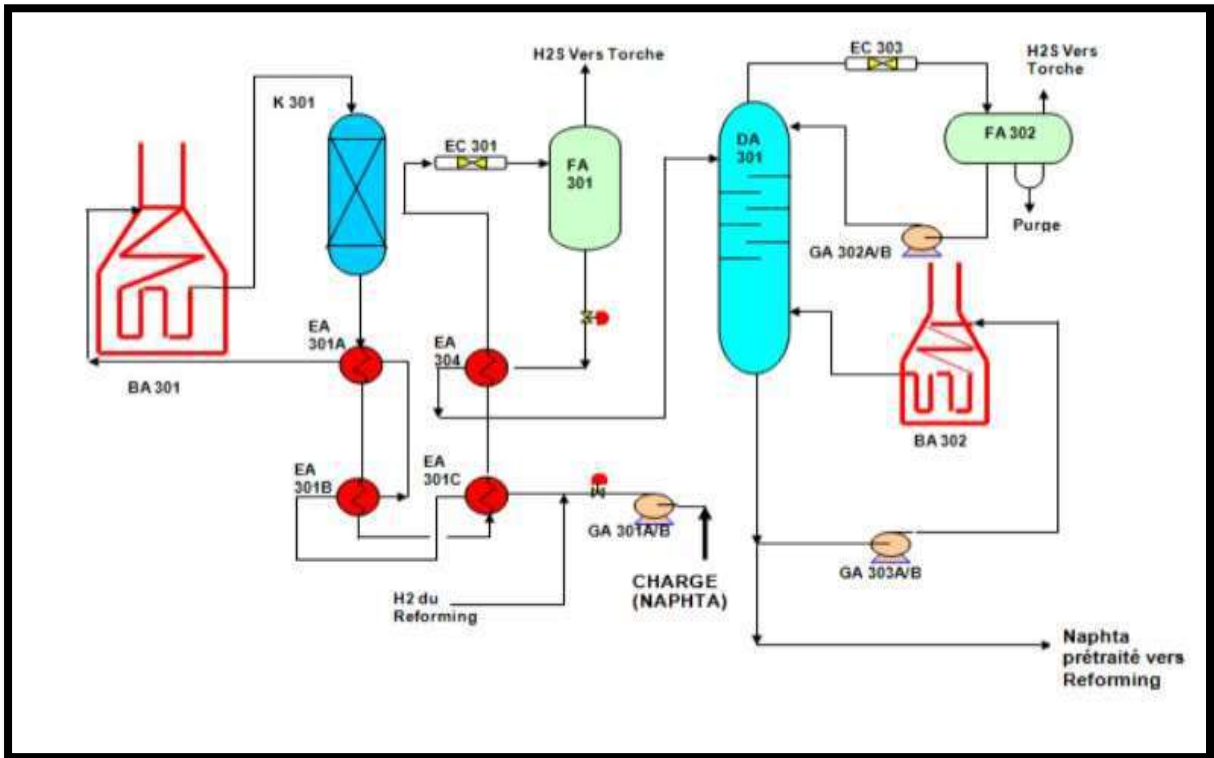 H2S Vers Torche
EC 303
H2S Vers
Torche
K 301
EC 301
FA
301
DA
301
FA 302
Purge
GA 302A/B
EA
301A
EA
304
BA 301
BA 302
EA
301B
EA
301C
GA 301A/B
GA 303A/B
CHARGE
(NAPHTA)
H2 du
Reforming
Naphta
prétraité vers
Reforming